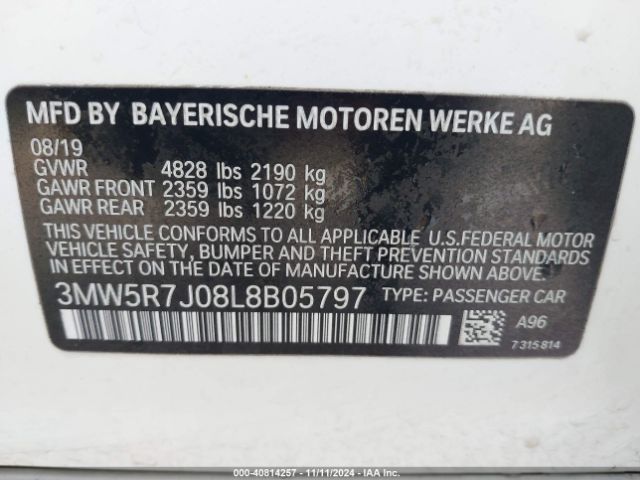 MFD BY BAYERISCHE MOTOREN WERKE AG
08/19
GVWR 4828 lbs 2190 kg
GAWR FRONT 2359 lbs 1072 kg
GAWR REAR 2359 lbs 1220 kg
THIS VEHICLE CONFORMS TO ALL APPLICABLE U.S.FEDERAL MOTOR
VEHICLE SAFETY, BUMPER AND THEFT PREVENTION STANDARDS
IN EFFECT ON THE DATE OF MANUFACTURE SHOWN ABOVE.
3MW5R7J08L8B05797 TYPE: PASSENGER CAR
A96
7 315 814
000-40814257 - 11/11/2024 - IAA Inc.